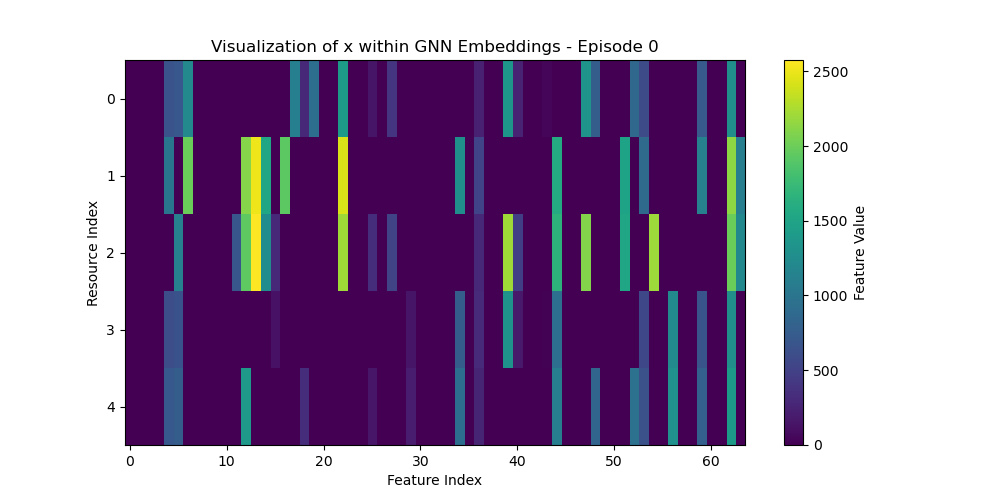 Visualization of x within GNN Embeddings - Episode 0
Resource Index
0
1
2
3
4
0 10 20 30 40 50 60
Feature Index
2500
2000
1500
1000
500
0
Feature Value